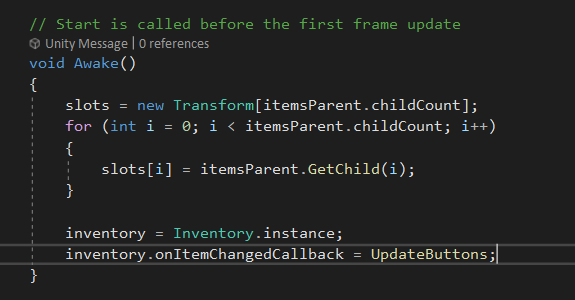 // Start is called before the first frame update
Unity Message | 0 references
void Awake()
{
slots = new Transform[itemsParent.childCount];
for (int i = 0; i < itemsParent.childCount; i++)
{
slots[i] = itemsParent.GetChild(i);
}
inventory = Inventory.instance;
inventory.onItemChangedCallback = UpdateButtons;
}